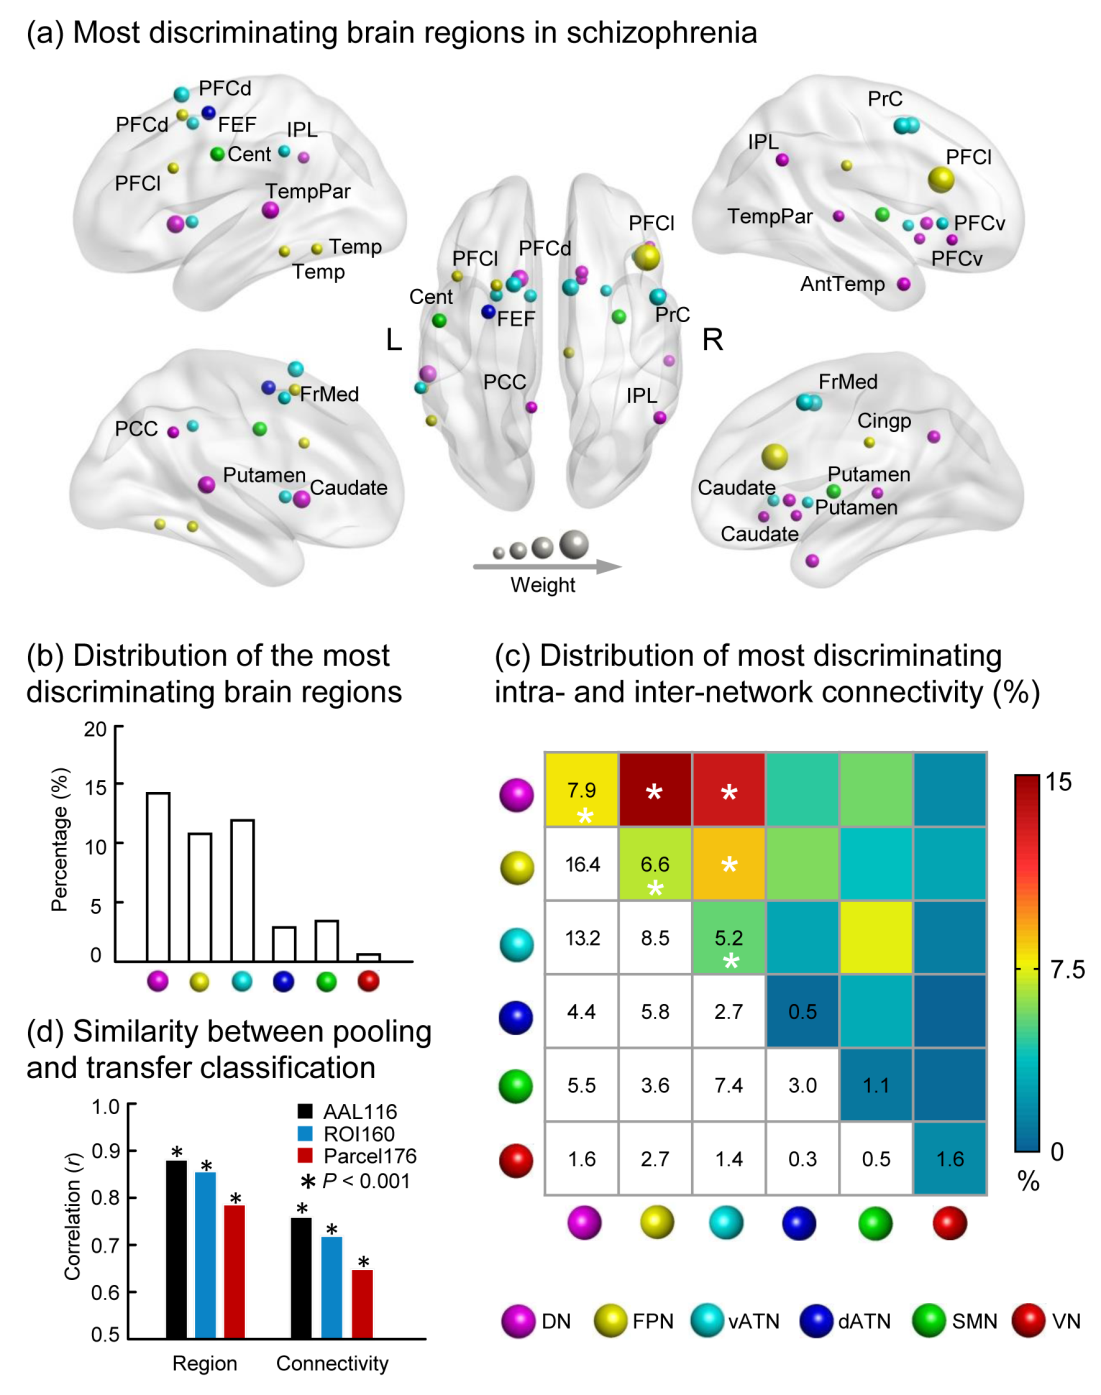 (a) Most discriminating brain regions in schizophrenia
PFCd
PFCd
FEF
IPL
Cent
PFCl
TempPar
Temp
Temp
PrC
IPL
PFCl
TempPar
PFCv
PFCv
AntTemp
PFCl
PFCd
PFCl
Cent
FEF
PrC
L
R
PCC
IPL
FrMed
PCC
Putamen
Caudate
FrMed
Cingp
Caudate
Putamen
Putamen
Caudate
Weight
(b) Distribution of the most
discriminating brain regions
Percentage (%)
20
15
10
5
0
(c) Distribution of most discriminating
intra- and inter-network connectivity (%)
7.9 * * *
16.4 6.6 * *
13.2 8.5 5.2 *
4.4 5.8 2.7 0.5
5.5 3.6 7.4 3.0 1.1
1.6 2.7 1.4 0.3 0.5 1.6
15
7.5
0
%
DN FPN vATN dATN SMN VN
(d) Similarity between pooling
and transfer classification
Correlation (r)
1.0
0.9
0.8
0.7
0.6
0.5
AAL116
ROI160
Parcel176
* P < 0.001
* * * * * *
Region Connectivity